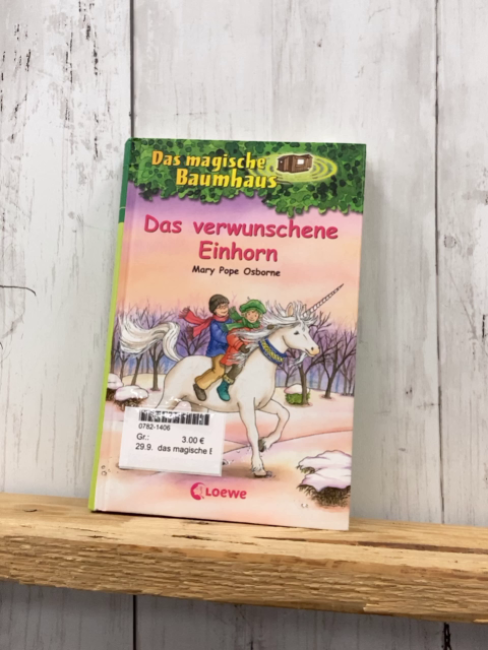 Das magische
Baumhaus
Das verwunschene
Einhorn
Mary Pope Osborne
0782-1406
Gr.: 3.00 €
29.9. das magische E
Loewe